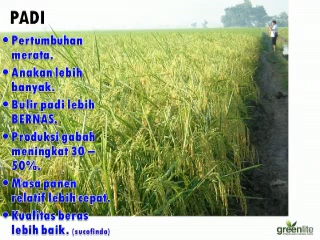 PADI
• Pertumbuhan
merata.
• Anakan lebih
banyak.
• Bulir padi lebih
BERNAS.
• Produksi gabah
meningkat 30 –
50%.
• Masa panen
relatif lebih cepat.
• Kualitas beras
lebih baik. (sucofindo)
greenlite